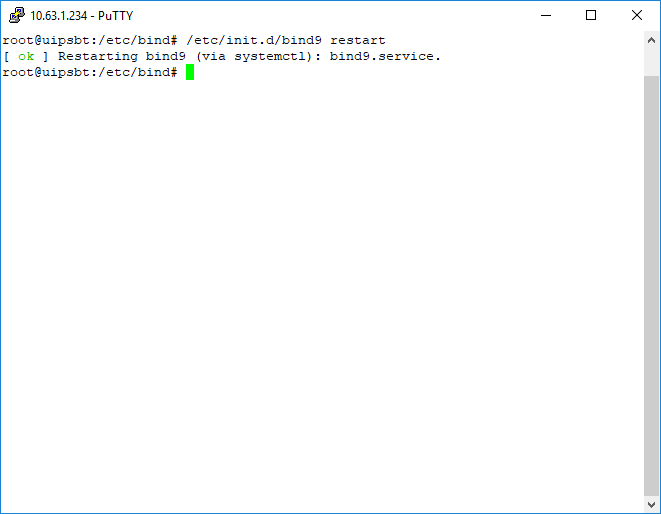 10.63.1.234 - PuTTY
root@uipsbt:/etc/bind# /etc/init.d/bind9 restart
[ ok ] Restarting bind9 (via systemctl): bind9.service.
root@uipsbt:/etc/bind#